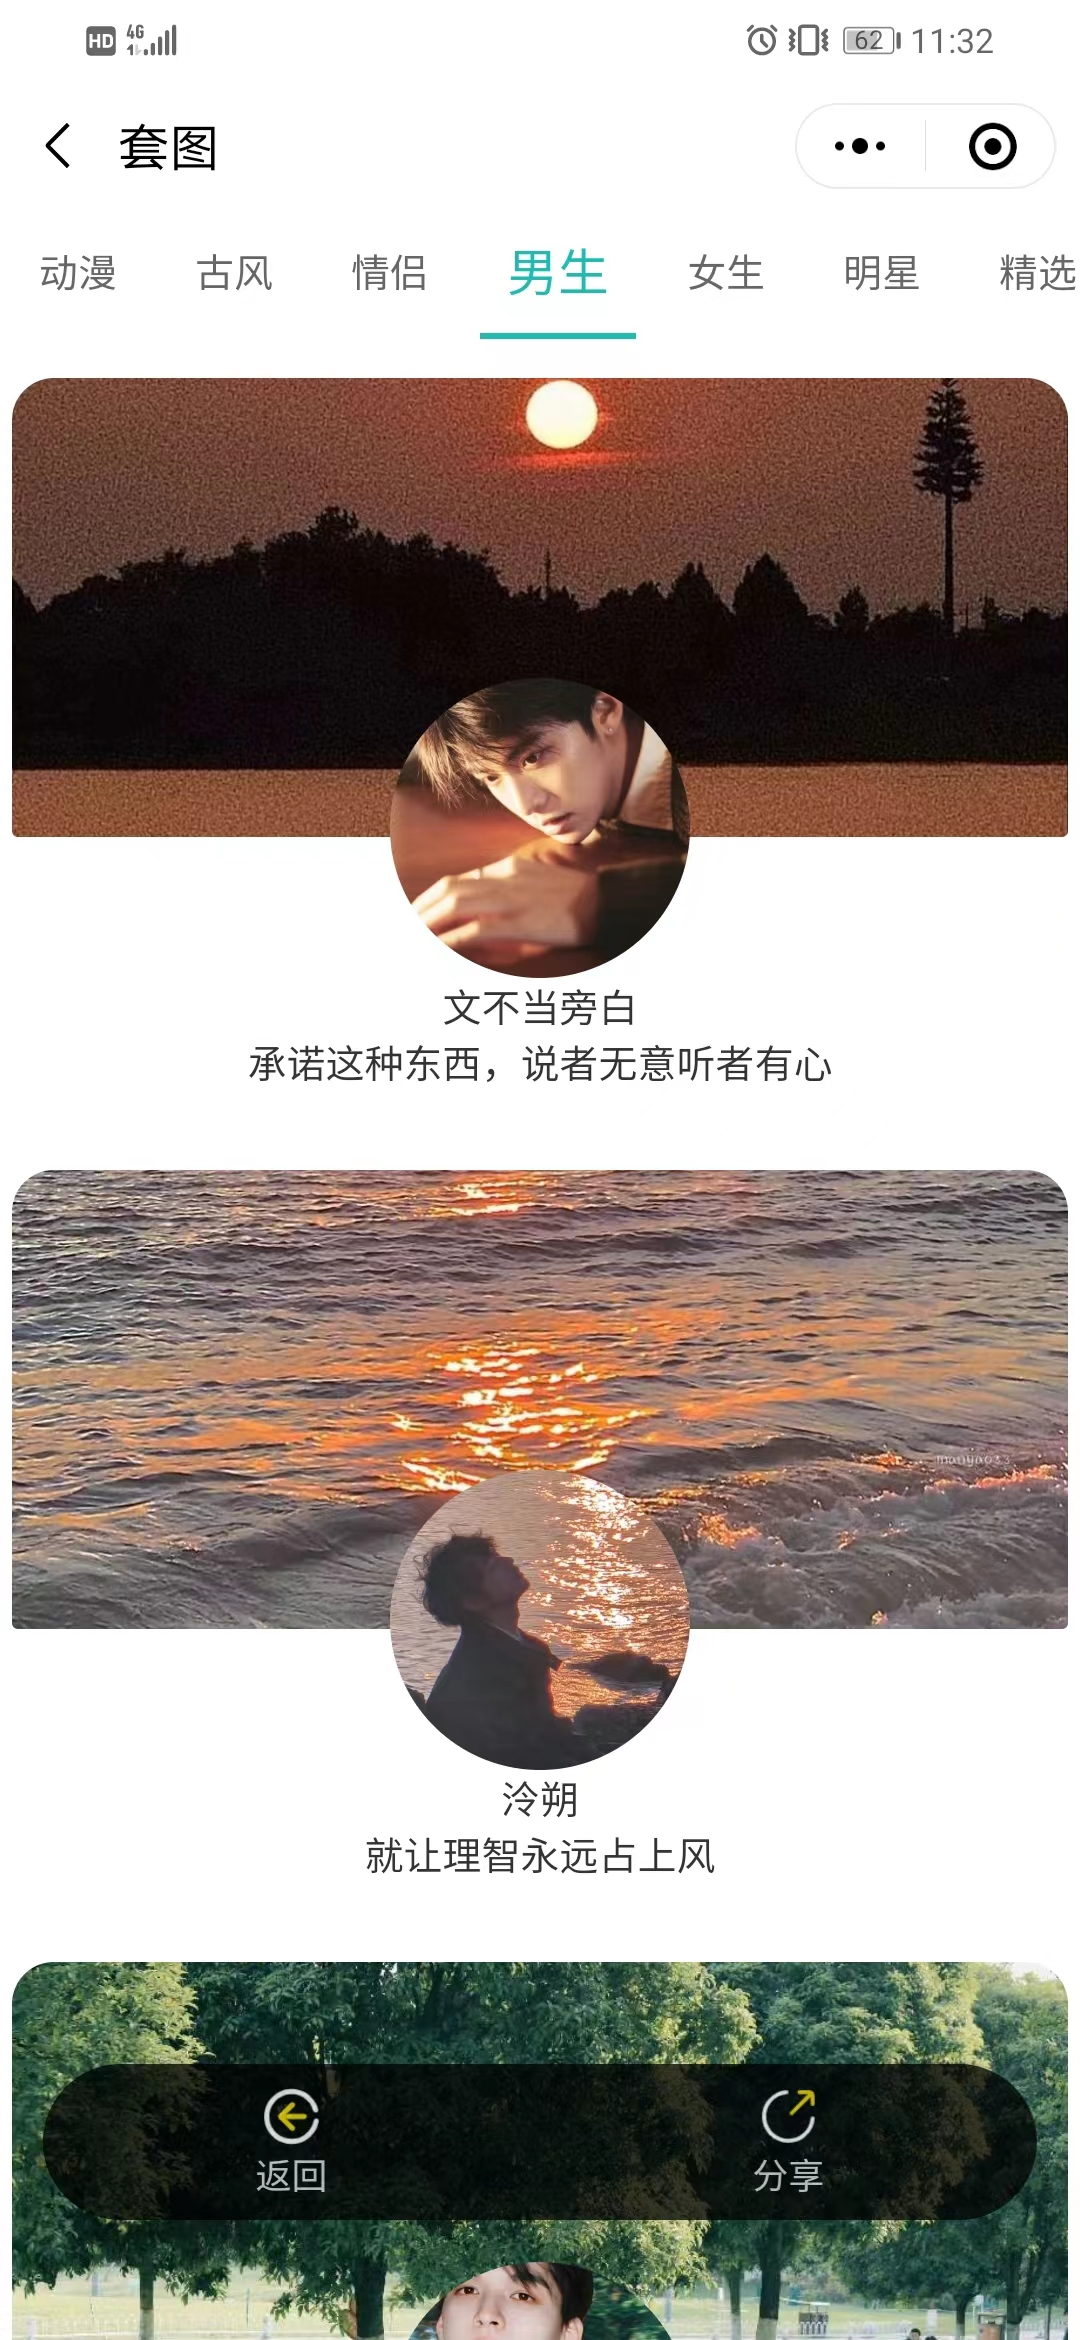 HD 4G 62 11:32
套图
动漫 古风 情侣 男生 女生 明星 精选
文不当旁白
承诺这种东西，说者无意听者有心
泠朔
就让理智永远占上风
返回 分享